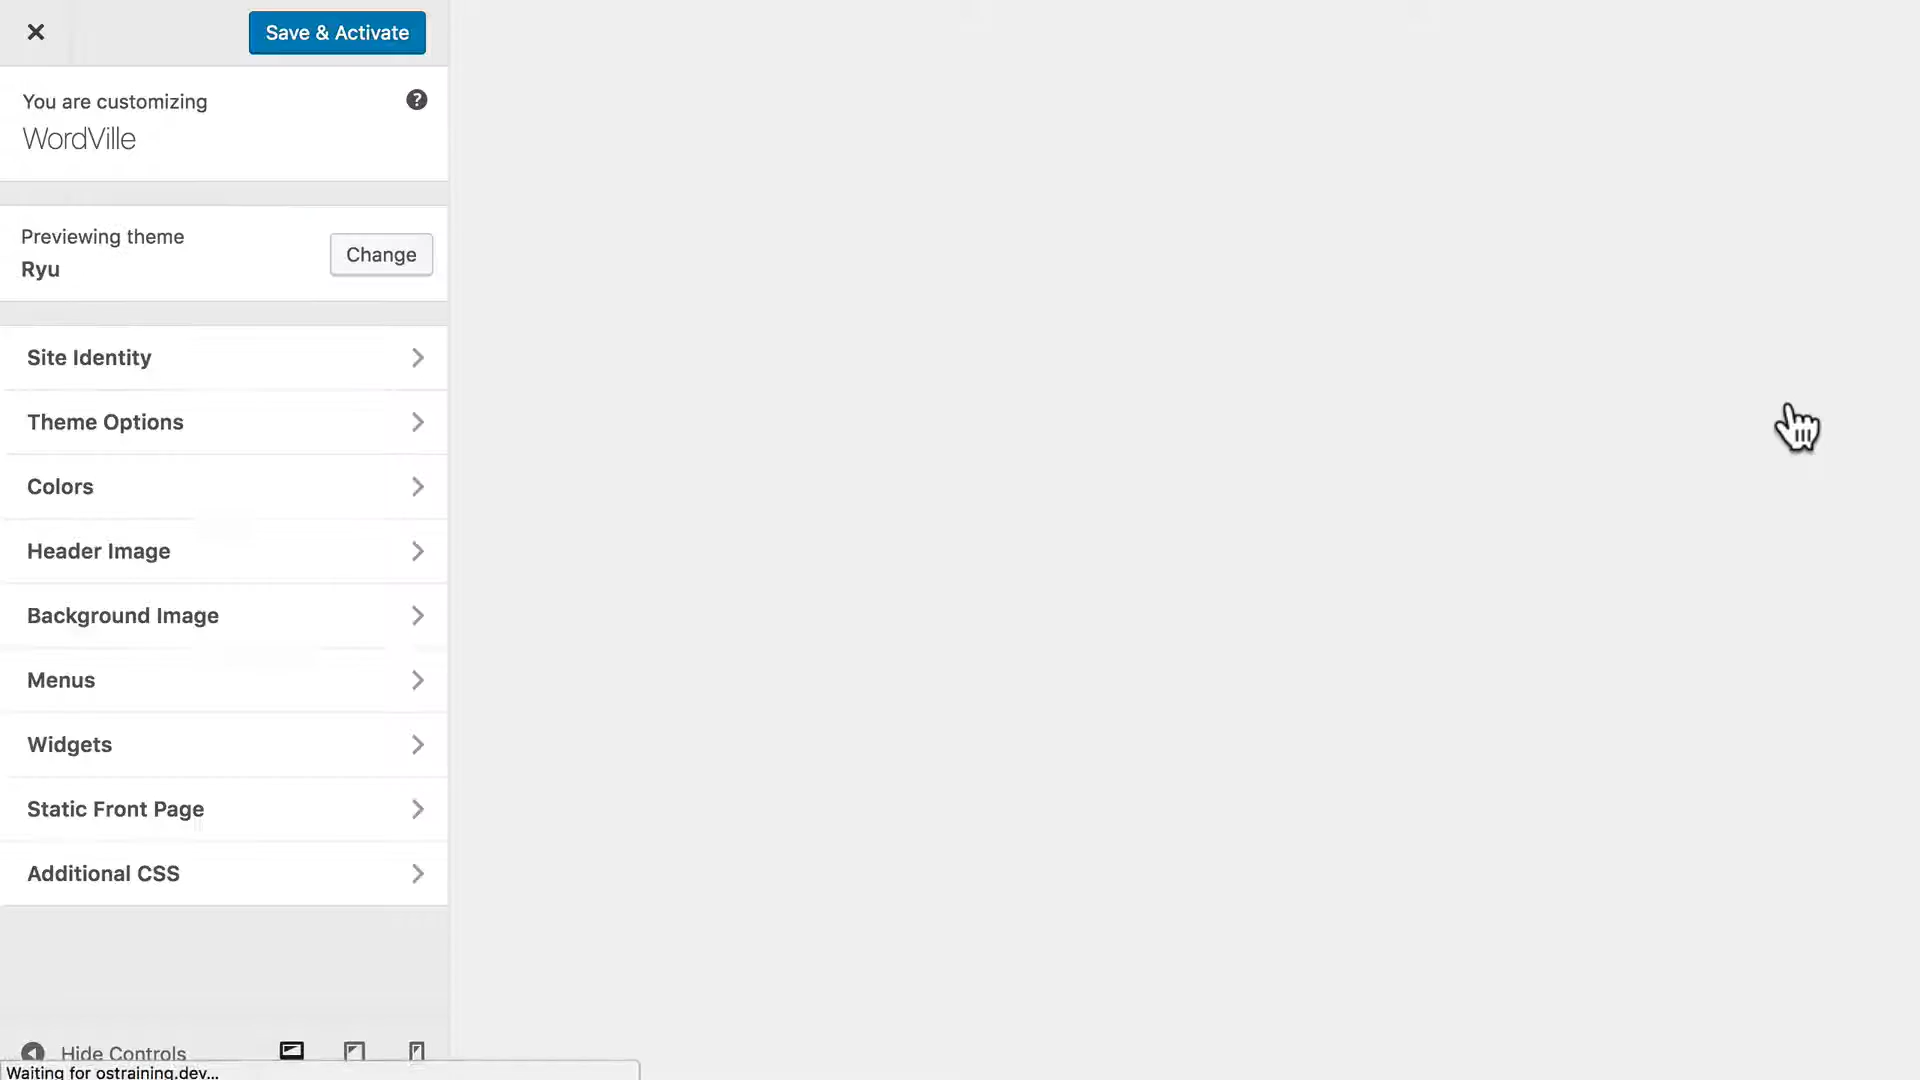 Save & Activate
You are customizing
WordVille
Previewing theme
Ryu
Change
Site Identity
Theme Options
Colors
Header Image
Background Image
Menus
Widgets
Static Front Page
Additional CSS
Hide Controls
Waiting for ostraining.dev...